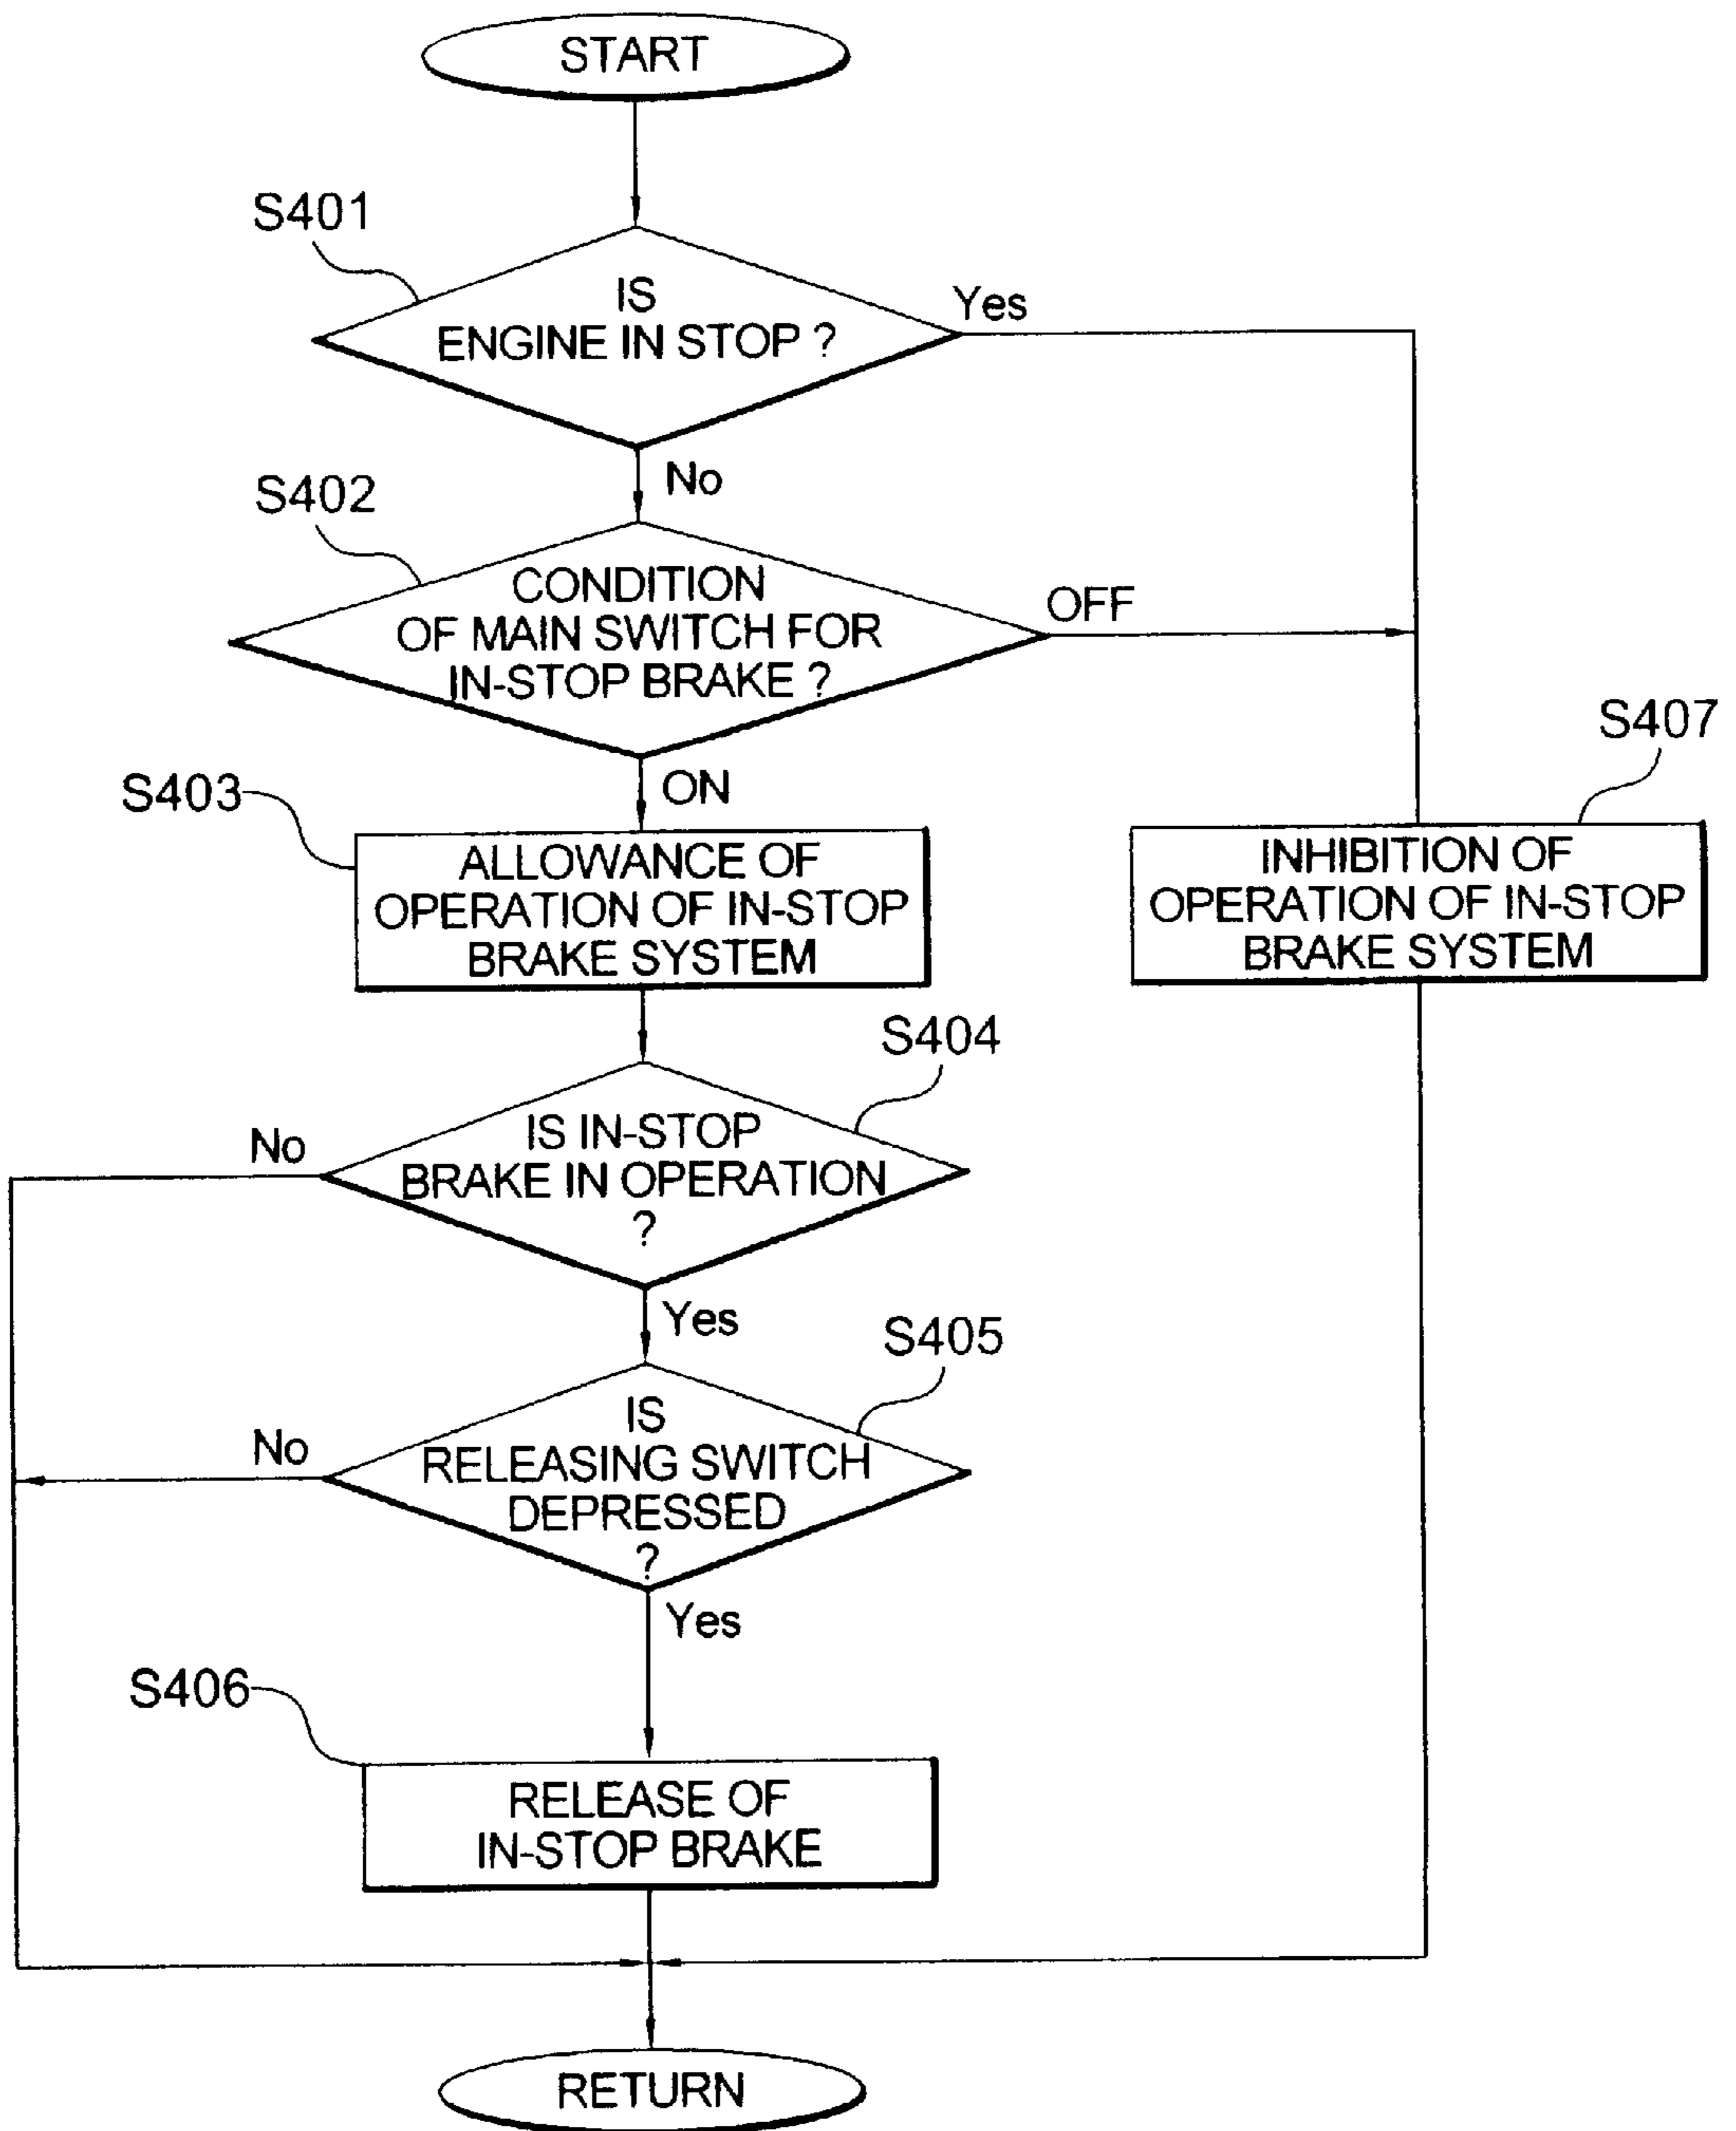 START
S401
IS
ENGINE IN STOP ?
Yes
No
S402
CONDITION
OF MAIN SWITCH FOR
IN-STOP BRAKE ?
OFF
ON
S403
ALLOWANCE OF
OPERATION OF IN-STOP
BRAKE SYSTEM
S407
INHIBITION OF
OPERATION OF IN-STOP
BRAKE SYSTEM
S404
IS IN-STOP
BRAKE IN OPERATION
?
No
Yes
S405
IS
RELEASING SWITCH
DEPRESSED
?
No
Yes
S406
RELEASE OF
IN-STOP BRAKE
RETURN